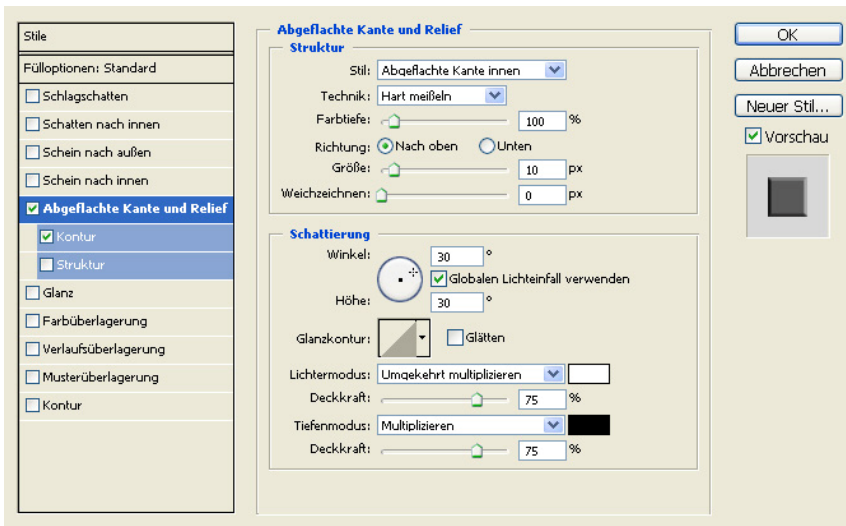 Stile
Fülloptionen: Standard
Schlagschatten
Schatten nach innen
Schein nach außen
Schein nach innen
Abgeflachte Kante und Relief
Kontur
Struktur
Glanz
Farbüberlagerung
Verlaufsüberlagerung
Musterüberlagerung
Kontur
Abgeflachte Kante und Relief
Struktur
Stil: Abgeflachte Kante innen
Technik: Hart meißeln
Farbtiefe: 100 %
Richtung: Nach oben Unten
Größe: 10 px
Weichzeichnen: 0 px
Schattierung
Winkel: 30 °
Globalen Lichteinfall verwenden
Höhe: 30 °
Glanzkontur: Glätten
Lichtermodus: Umgekehrt multiplizieren
Deckkraft: 75 %
Tiefenmodus: Multiplizieren
Deckkraft: 75 %
OK
Abbrechen
Neuer Stil...
Vorschau